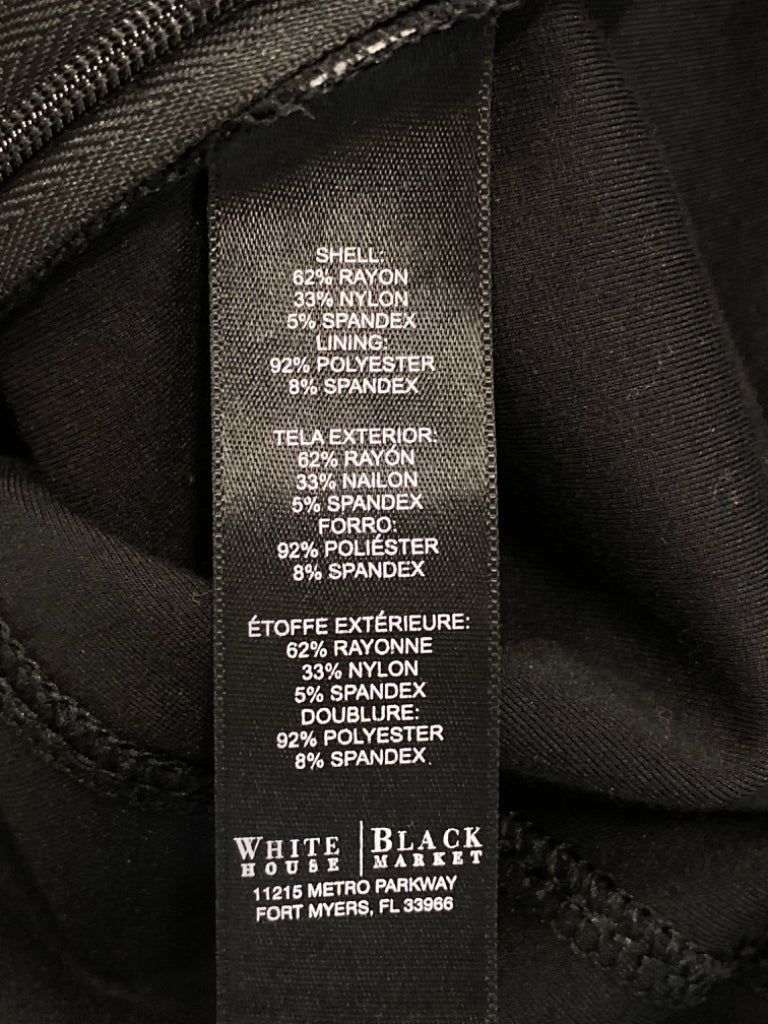 SHELL:
62% RAYON
33% NYLON
5% SPANDEX
LINING:
92% POLYESTER
8% SPANDEX
TELA EXTERIOR:
62% RAYÓN
33% NAILON
5% SPANDEX
FORRO:
92% POLIÉSTER
8% SPANDEX
ÉTOFFE EXTÉRIEURE:
62% RAYONNE
33% NYLON
5% SPANDEX
DOUBLURE:
92% POLYESTER
8% SPANDEX
WHITE | BLACK
HOUSE | MARKET
11215 METRO PARKWAY
FORT MYERS, FL 33966